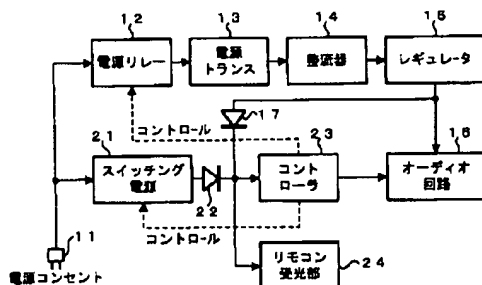 12
電源リレー
13
電源
トランス
14
整流器
15
レギュレータ
17
コントロール
21
スイッチング
電源
22
23
コント
ローラ
16
オーディオ
回路
コントロール
11
電源コンセント
リモコン
受光部
24